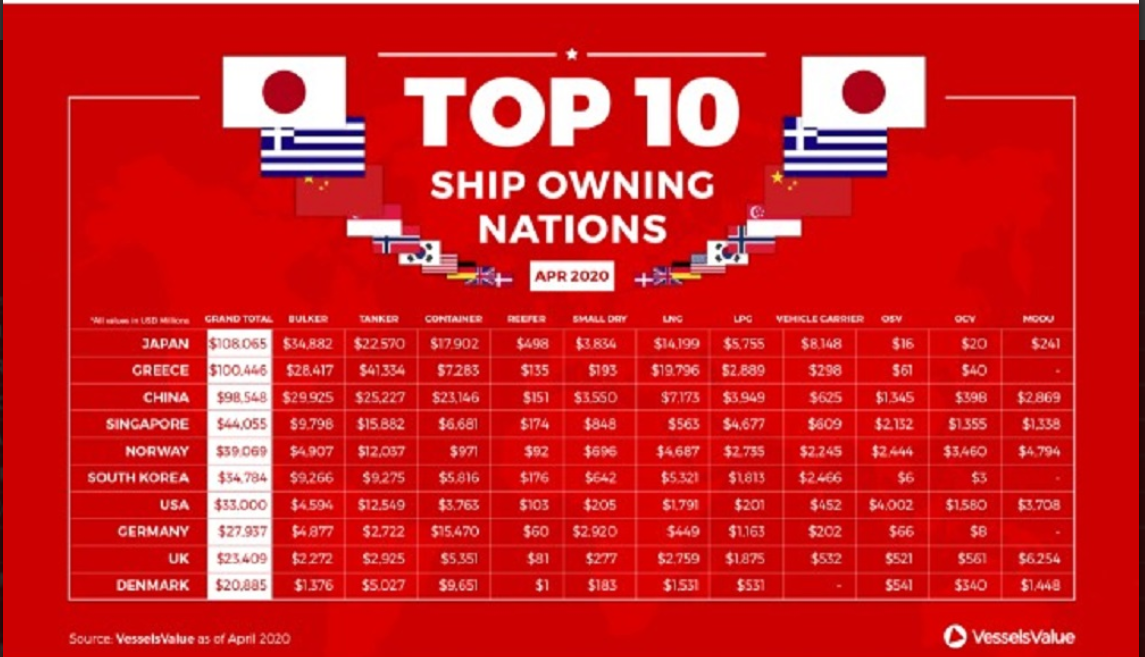 TOP 10
SHIP OWNING
NATIONS
APR 2020
*All values in USD Millions GRAND TOTAL BULKER TANKER CONTAINER REEFER SMALL DRY LNG LPG VEHICLE CARRIER OSV OCV MODU
JAPAN $108.065 $34,882 $22,570 $17,902 $498 $3,834 $14,199 $5,755 $8,148 $16 $20 $241
GREECE $100,446 $28,417 $41,334 $7,283 $135 $193 $19,796 $2,889 $298 $61 $40 -
CHINA $98,548 $29,925 $25,227 $23,146 $151 $3,550 $7,173 $3,949 $625 $1,345 $398 $2,869
SINGAPORE $44,055 $9,798 $15,882 $6,681 $174 $848 $563 $4,677 $609 $2,132 $1,355 $1,338
NORWAY $39,069 $4,907 $12,037 $971 $92 $696 $4,687 $2,735 $2,245 $2,444 $3,460 $4,794
SOUTH KOREA $34,784 $9,266 $9,275 $5,816 $176 $642 $5,321 $1,813 $2,466 $6 $3 -
USA $33,000 $4,594 $12,549 $3,763 $103 $205 $1,791 $201 $452 $4,002 $1,580 $3,708
GERMANY $27,937 $4,877 $2,722 $15,470 $60 $2,920 $449 $1,163 $202 $66 $8 -
UK $23,409 $2,272 $2,925 $5,351 $81 $277 $2,759 $1,875 $532 $521 $561 $6,254
DENMARK $20,885 $1,376 $5,027 $9,651 $1 $183 $1,531 $531 - $541 $340 $1,448
Source: VesselsValue as of April 2020
VesselsValue